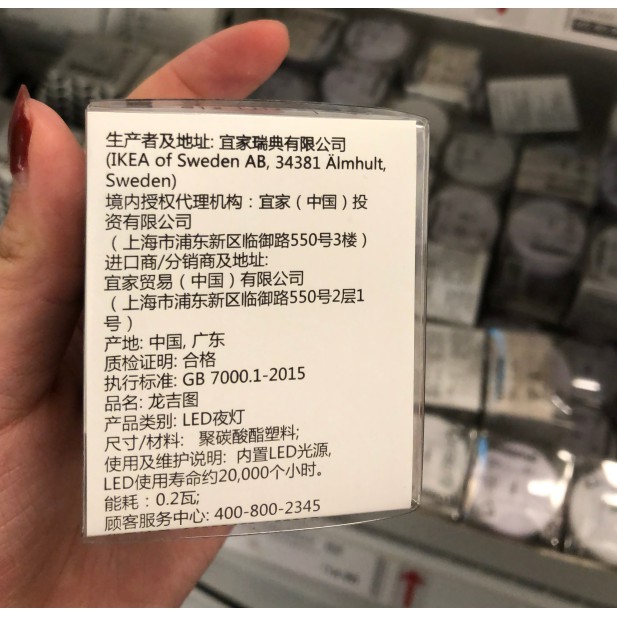 生产者及地址: 宜家瑞典有限公司
(IKEA of Sweden AB, 34381 Älmhult,
Sweden)
境内授权代理机构：宜家（中国）投
资有限公司
（上海市浦东新区临御路550号3楼）
进口商/分销商及地址:
宜家贸易（中国）有限公司
（上海市浦东新区临御路550号2层1
号）
产地: 中国, 广东
质检证明: 合格
执行标准: GB 7000.1-2015
品名: 龙吉图
产品类别: LED夜灯
尺寸/材料: 聚碳酸酯塑料;
使用及维护说明: 内置LED光源,
LED使用寿命约20,000个小时。
能耗：0.2瓦;
顾客服务中心: 400-800-2345